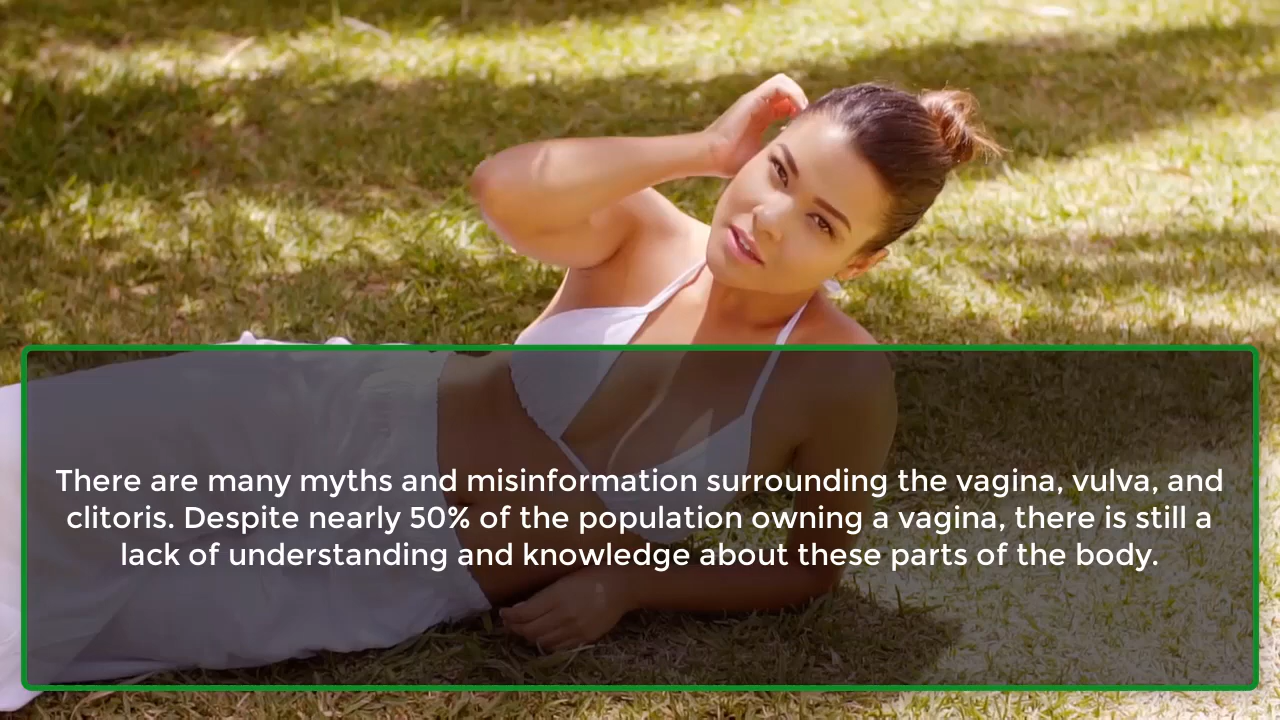 There are many myths and misinformation surrounding the vagina, vulva, and
clitoris. Despite nearly 50% of the population owning a vagina, there is still a
lack of understanding and knowledge about these parts of the body.